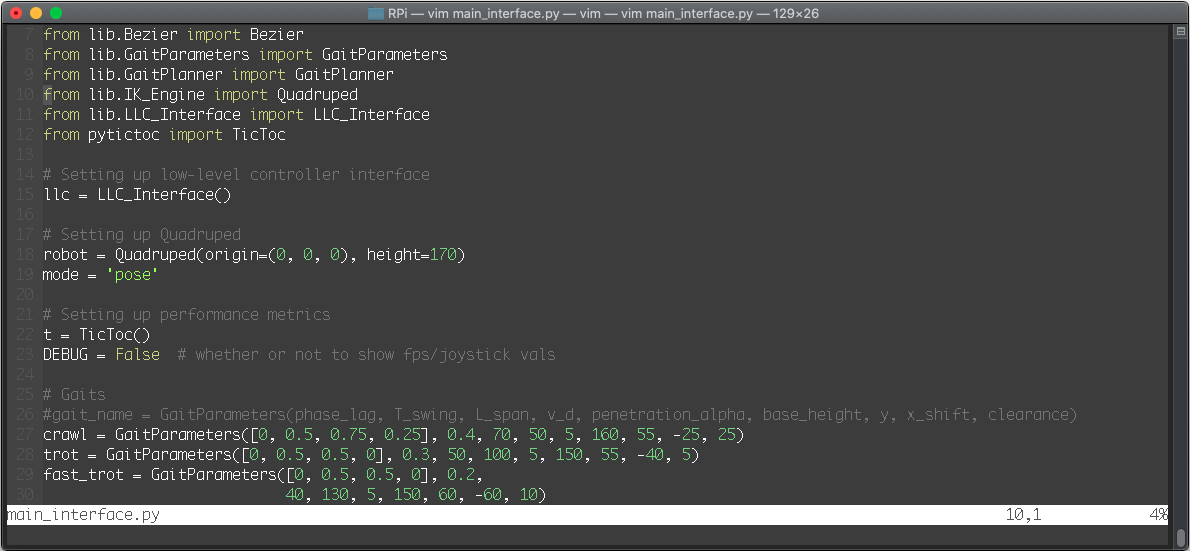 RPi — vim main_interface.py — vim — vim main_interface.py — 129×26
7 from lib.Bezier import Bezier
8 from lib.GaitParameters import GaitParameters
9 from lib.GaitPlanner import GaitPlanner
10 from lib.IK_Engine import Quadruped
11 from lib.LLC_Interface import LLC_Interface
12 from pytictoc import TicToc
13
14 # Setting up low-level controller interface
15 llc = LLC_Interface()
16
17 # Setting up Quadruped
18 robot = Quadruped(origin=(0, 0, 0), height=170)
19 mode = 'pose'
20
21 # Setting up performance metrics
22 t = TicToc()
23 DEBUG = False  # whether or not to show fps/joystick vals
24
25 # Gaits
26 #gait_name = GaitParameters(phase_lag, T_swing, L_span, v_d, penetration_alpha, base_height, y, x_shift, clearance)
27 crawl = GaitParameters([0, 0.5, 0.75, 0.25], 0.4, 70, 50, 5, 160, 55, -25, 25)
28 trot = GaitParameters([0, 0.5, 0.5, 0], 0.3, 50, 100, 5, 150, 55, -40, 5)
29 fast_trot = GaitParameters([0, 0.5, 0.5, 0], 0.2,
30                            40, 130, 5, 150, 60, -60, 10)
main_interface.py 10,1 4%